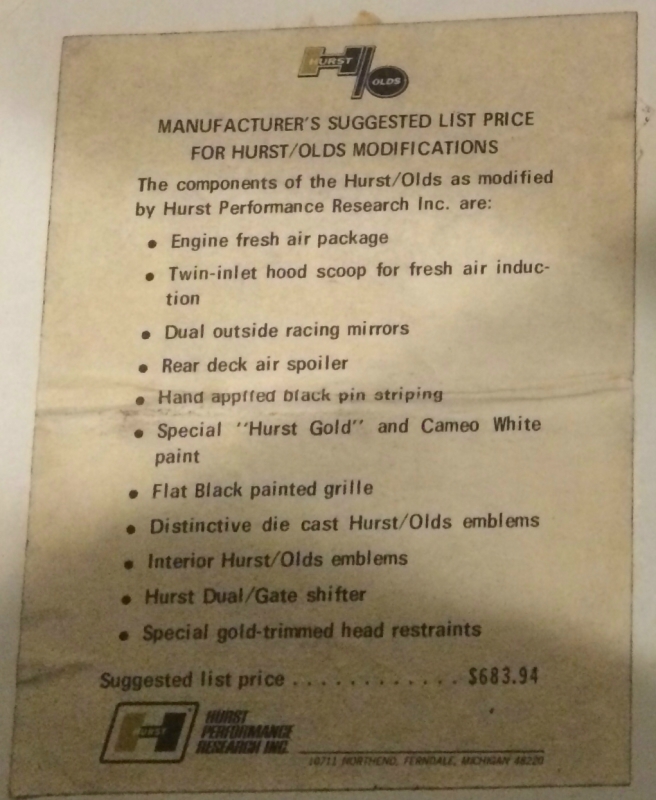 HURST
OLDS
MANUFACTURER'S SUGGESTED LIST PRICE
FOR HURST/OLDS MODIFICATIONS
The components of the Hurst/Olds as modified
by Hurst Performance Research Inc. are:
• Engine fresh air package
• Twin-inlet hood scoop for fresh air induc-
tion
• Dual outside racing mirrors
• Rear deck air spoiler
• Hand applied black pin striping
• Special "Hurst Gold" and Cameo White
paint
• Flat Black painted grille
• Distinctive die cast Hurst/Olds emblems
• Interior Hurst/Olds emblems
• Hurst Dual/Gate shifter
• Special gold-trimmed head restraints
Suggested list price . . . . . . . . . . . . $683.94
HURST
HURST
PERFORMANCE
RESEARCH INC.
10711 NORTHEND, FERNDALE, MICHIGAN 48220